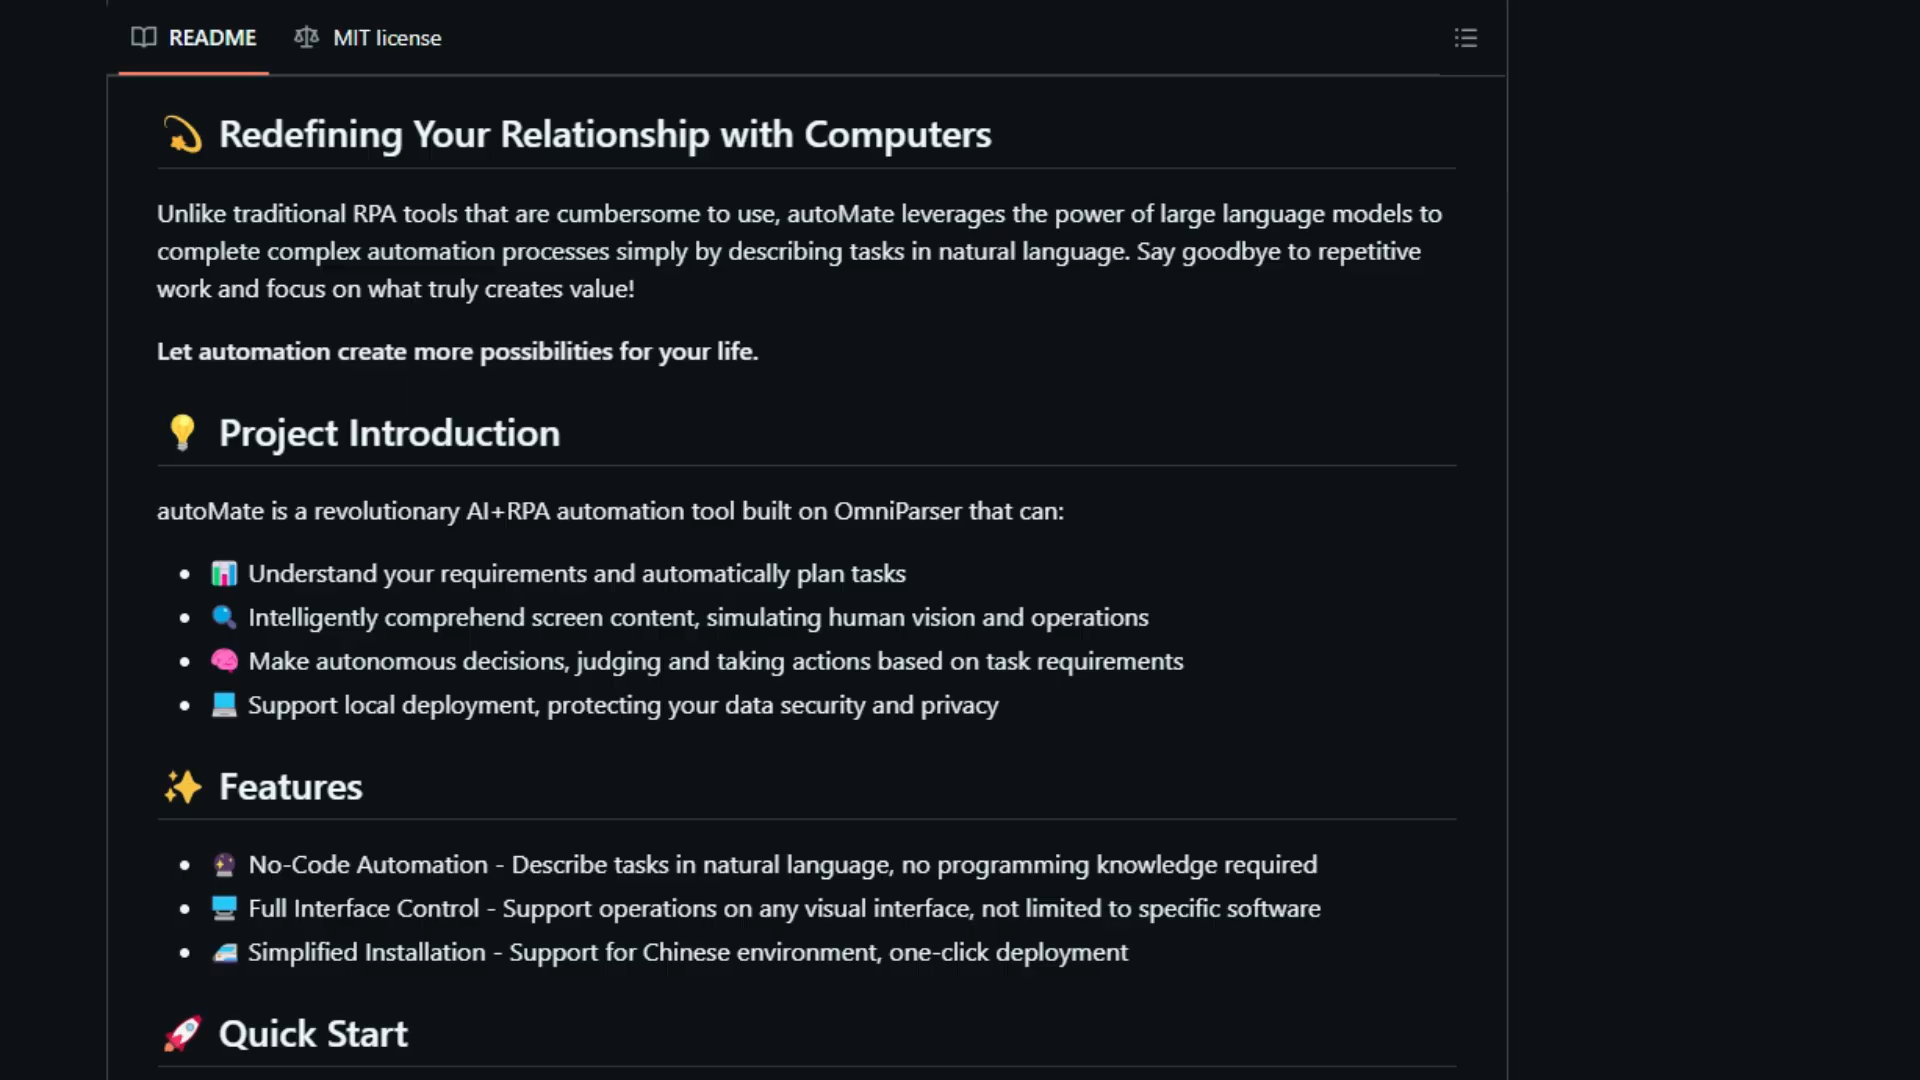 README
MIT license
💫 Redefining Your Relationship with Computers
Unlike traditional RPA tools that are cumbersome to use, autoMate leverages the power of large language models to
complete complex automation processes simply by describing tasks in natural language. Say goodbye to repetitive
work and focus on what truly creates value!
Let automation create more possibilities for your life.
💡 Project Introduction
autoMate is a revolutionary AI+RPA automation tool built on OmniParser that can:
• 📊 Understand your requirements and automatically plan tasks
• 🔍 Intelligently comprehend screen content, simulating human vision and operations
• 🧠 Make autonomous decisions, judging and taking actions based on task requirements
• 💻 Support local deployment, protecting your data security and privacy
✨ Features
• 🔮 No-Code Automation - Describe tasks in natural language, no programming knowledge required
• 🖥️ Full Interface Control - Support operations on any visual interface, not limited to specific software
• 🚅 Simplified Installation - Support for Chinese environment, one-click deployment
🚀 Quick Start